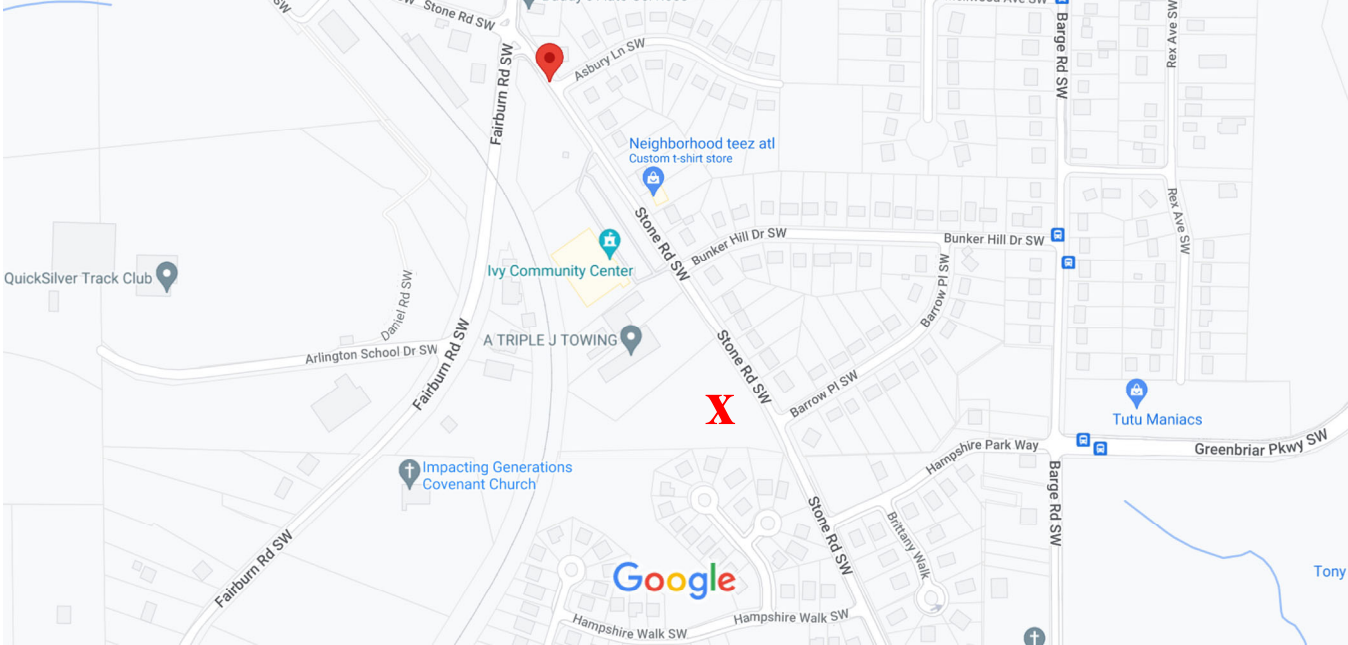 Stone Rd SW
Barge Rd SW
Rex Ave SW
Fairburn Rd SW
Asbury Ln SW
Neighborhood teez atl
Custom t-shirt store
Rex Ave SW
Stone Rd SW
Bunker Hill Dr SW
Bunker Hill Dr SW
Ivy Community Center
QuickSilver Track Club
Daniel Rd SW
Barrow Pl SW
A TRIPLE J TOWING
Arlington School Dr SW
Fairburn Rd SW
Stone Rd SW
Barrow Pl SW
X
Tutu Maniacs
Hampshire Park Way
Greenbriar Pkwy SW
Impacting Generations
Covenant Church
Barge Rd SW
Stone Rd SW
Brittany Walk
Fairburn Rd SW
Google
Tony
Hampshire Walk SW
Hampshire Walk SW